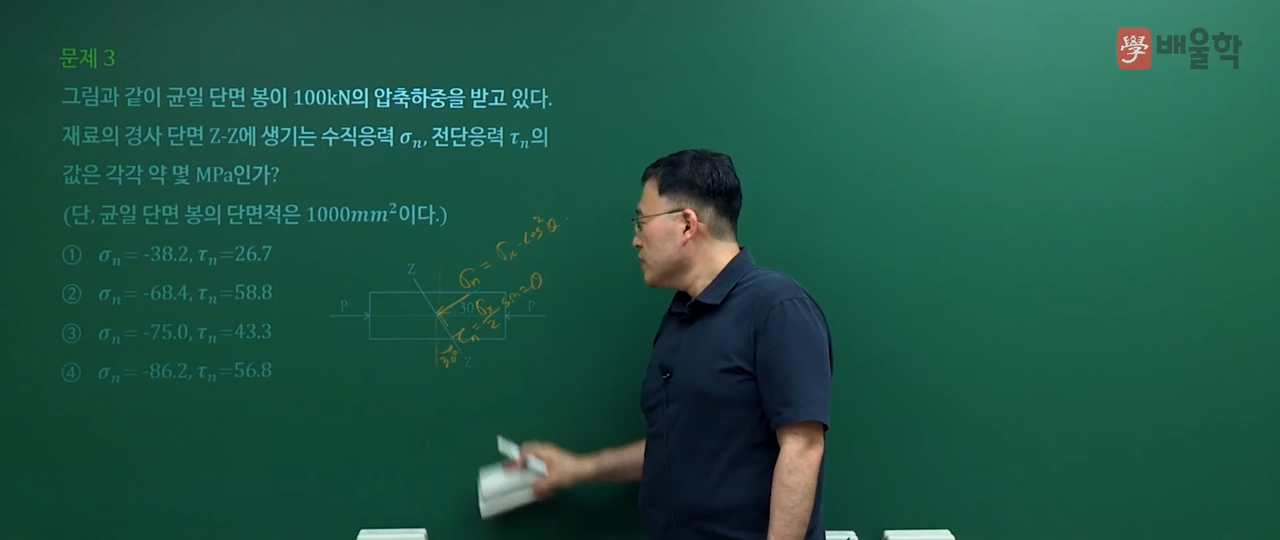 學 배울학
문제 3
그림과 같이 균일 단면 봉이 100kN의 압축하중을 받고 있다.
재료의 경사 단면 Z-Z에 생기는 수직응력 σₙ, 전단응력 τₙ의
값은 각각 약 몇 MPa인가?
(단, 균일 단면 봉의 단면적은 1000mm²이다.)
① σₙ= -38.2, τₙ=26.7
② σₙ= -68.4, τₙ=58.8
③ σₙ= -75.0, τₙ=43.3
④ σₙ= -86.2, τₙ=56.8
Z
P
30
P
Z
σₙ = σₓ·cos²θ
τₙ = σₓ/2 sin2θ
30°